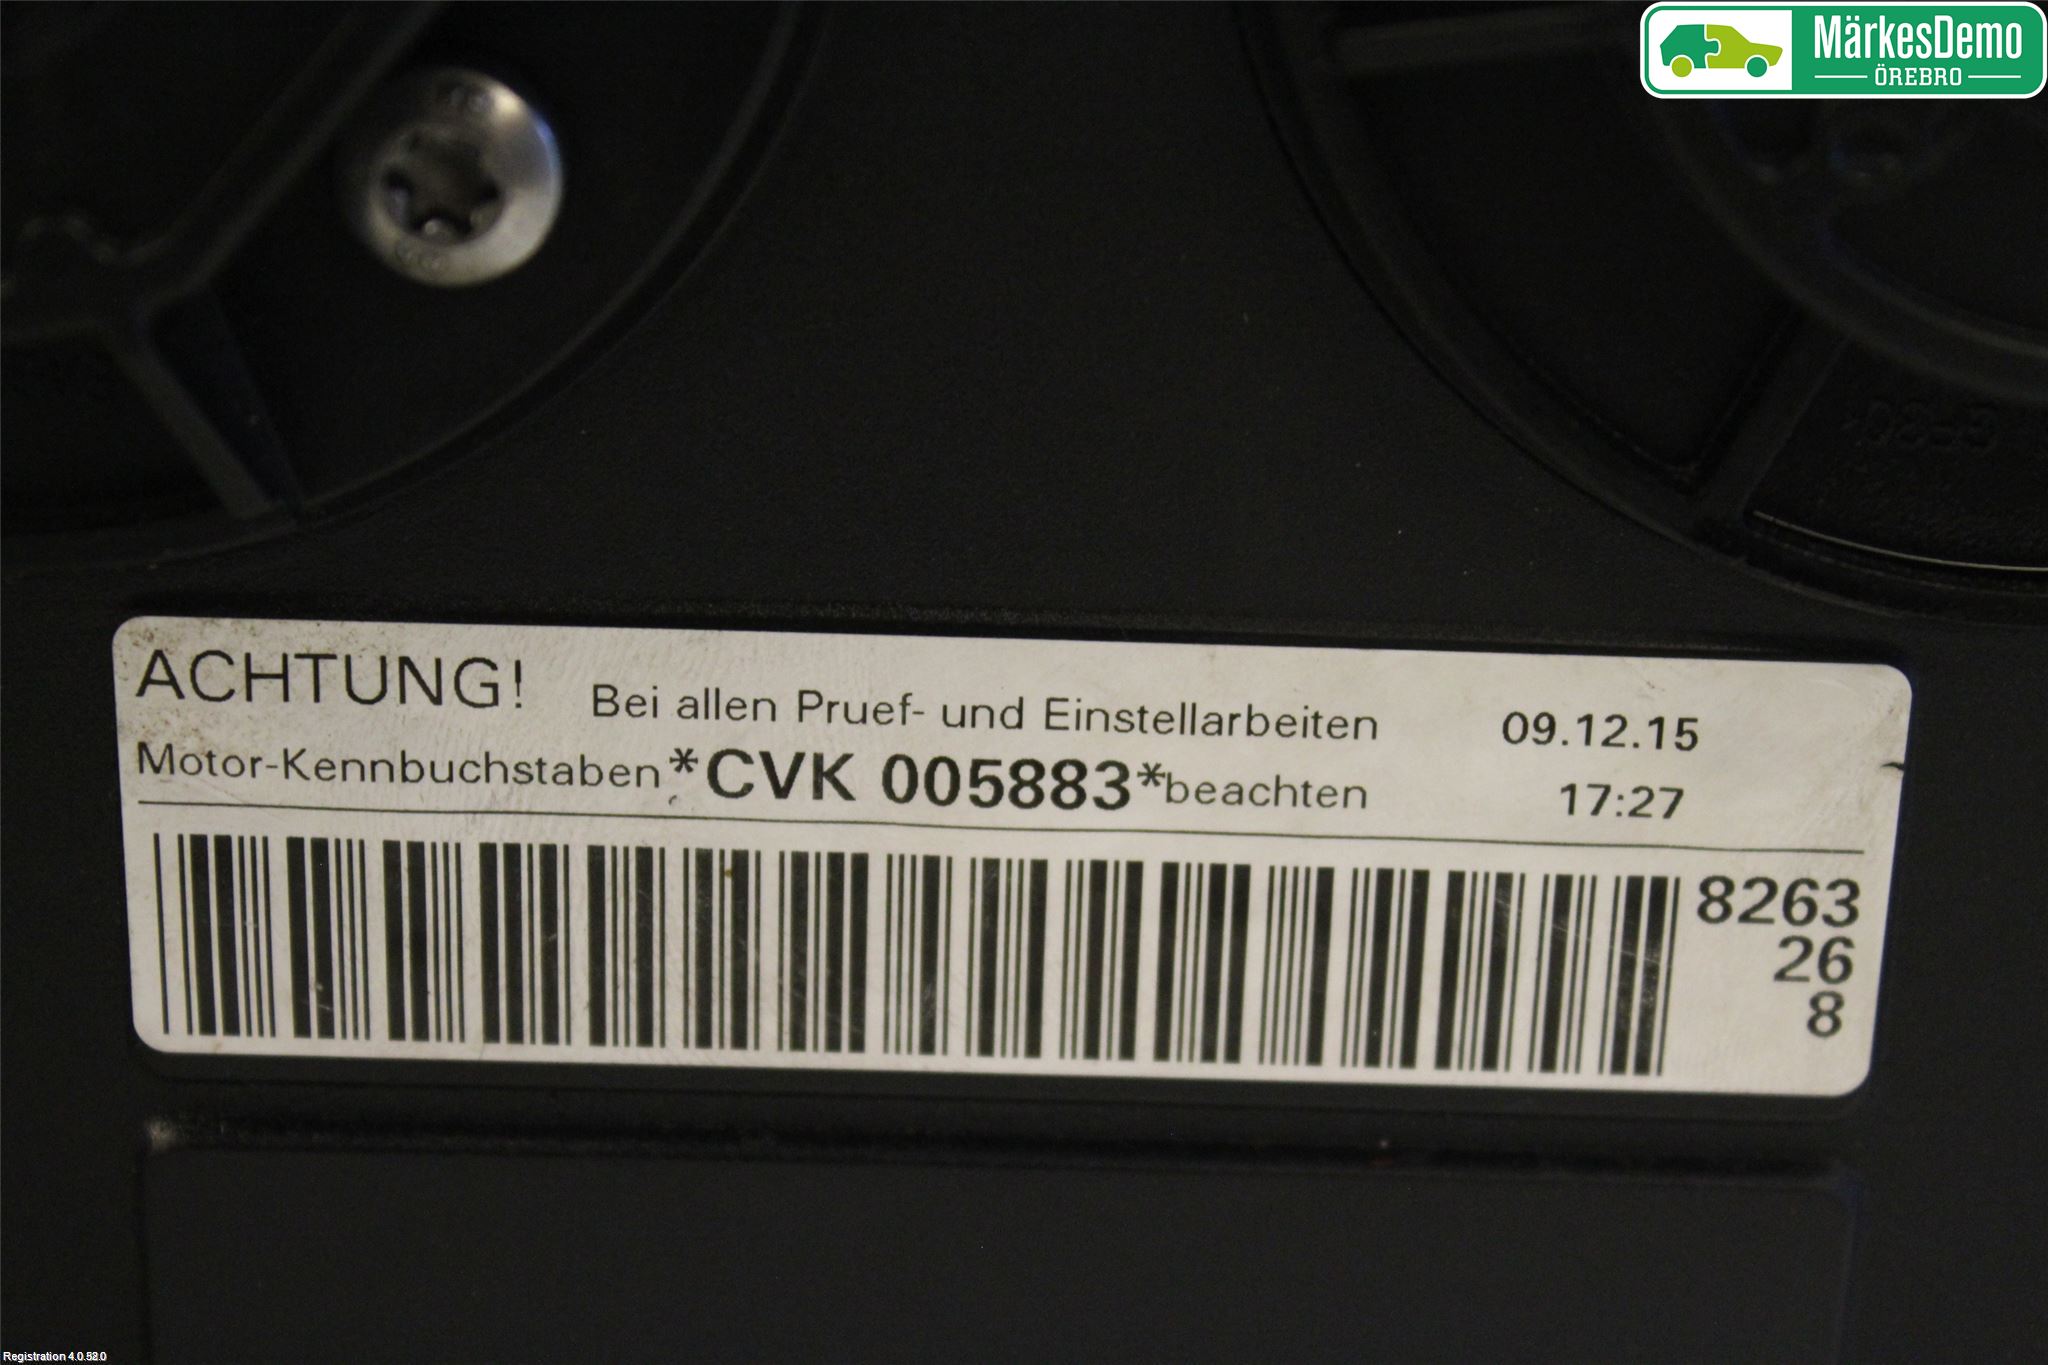 MärkesDemo
ÖREBRO
ACHTUNG! Bei allen Pruef- und Einstellarbeiten 09.12.15
Motor-Kennbuchstaben *CVK 005883* beachten 17:27
8263
26
8
Registration 4.0.52.0